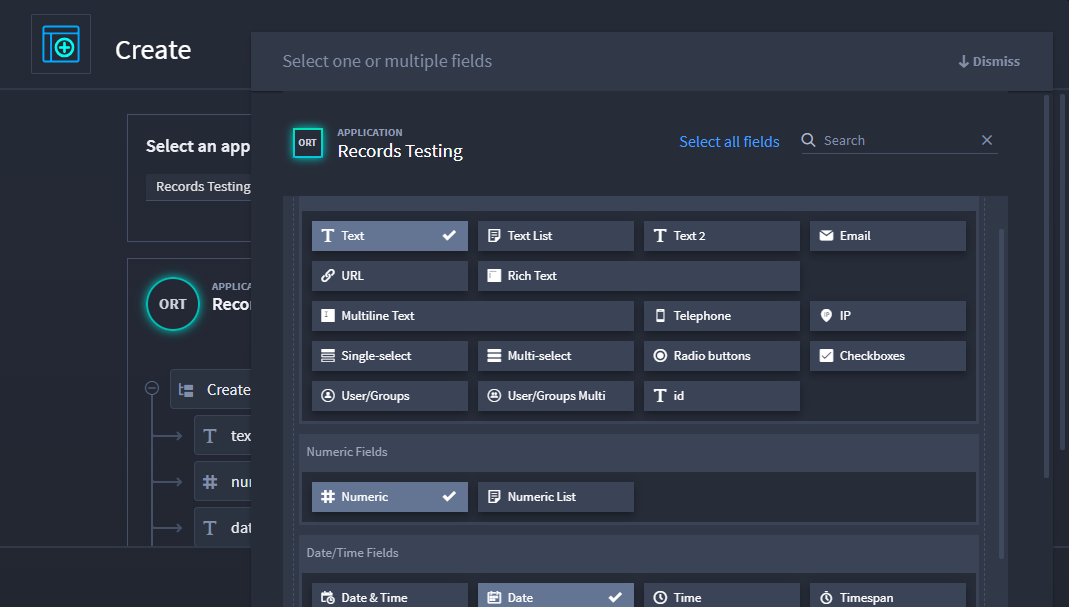 Create
Select one or multiple fields
Dismiss
Select an app
Records Testing
ORT
APPLICATION
Records Testing
Select all fields
Search
ORT
APPLICA
Reco
Create
tex
nu
dat
Text
Text List
Text 2
Email
URL
Rich Text
Multiline Text
Telephone
IP
Single-select
Multi-select
Radio buttons
Checkboxes
User/Groups
User/Groups Multi
id
Numeric Fields
Numeric
Numeric List
Date/Time Fields
Date & Time
Date
Time
Timespan